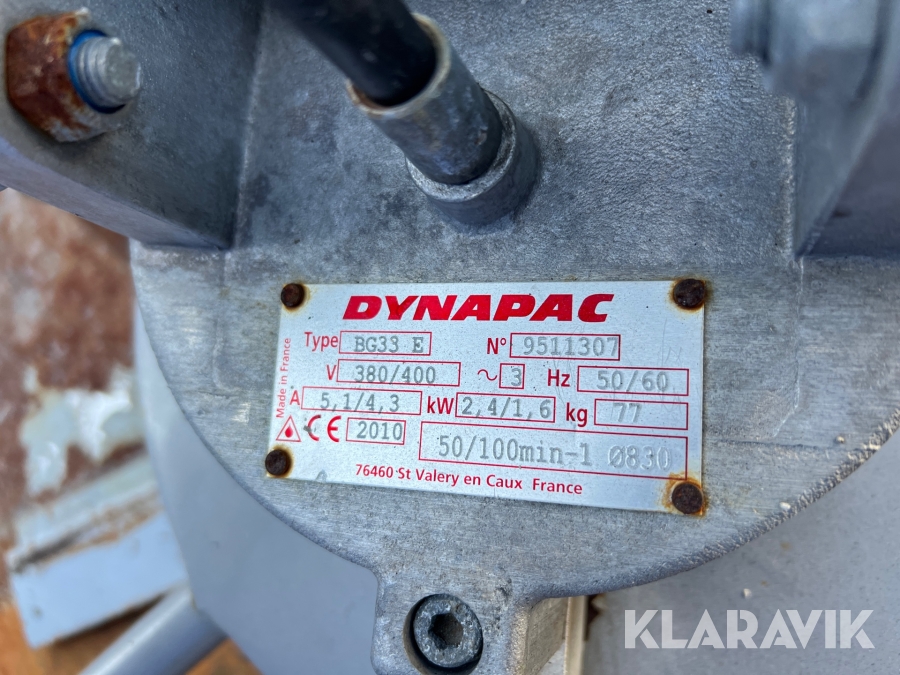 DYNAPAC
Type BG33 E N° 9511307
V 380/400 ~ 3 Hz 50/60
A 5,1/4,3 kW 2,4/1,6 kg 77
CE 2010 50/100min-1 Ø830
76460 St Valery en Caux France
Made in France
KLARAVIK